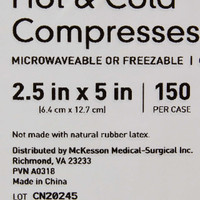 Hot & Cold
Compresses
MICROWAVEABLE OR FREEZABLE |
2.5 in x 5 in | 150
(6.4 cm x 12.7 cm) PER CASE
Not made with natural rubber latex.
Distributed by McKesson Medical-Surgical Inc.
Richmond, VA 23233
PVN A0318
Made in China
LOT CN20245